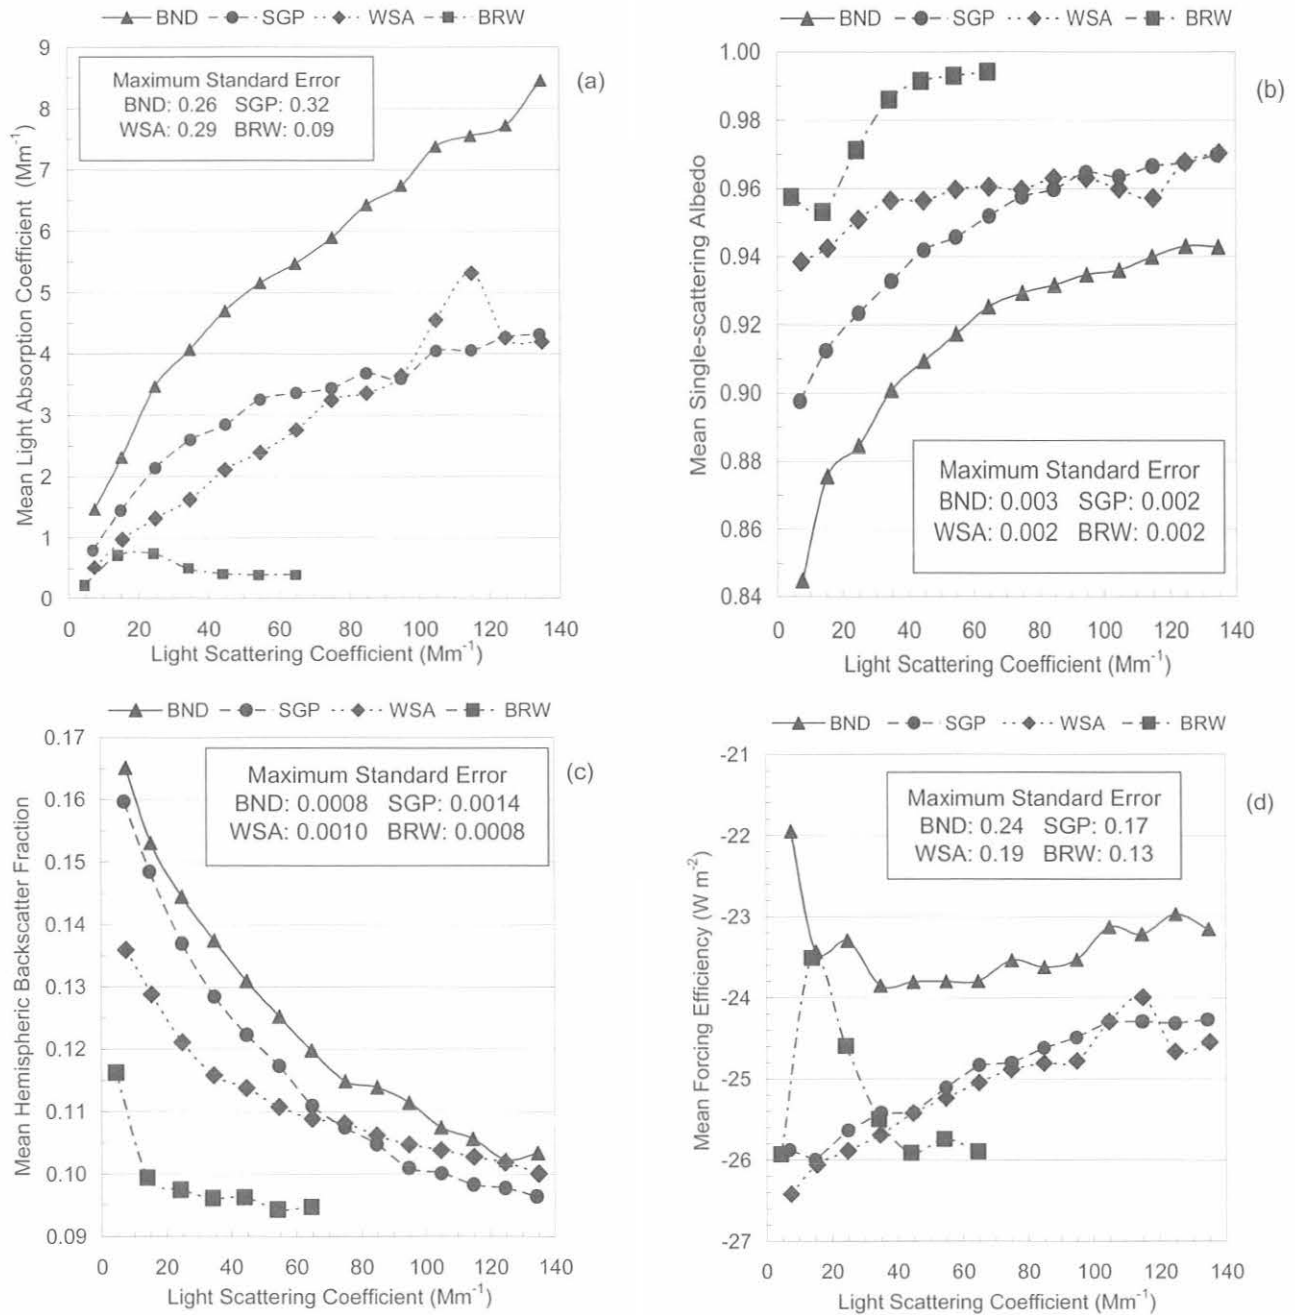 BND SGP WSA BRW
(a)
Maximum Standard Error
BND: 0.26 SGP: 0.32
WSA: 0.29 BRW: 0.09
Mean Light Absorption Coefficient (Mm⁻¹)
9
8
7
6
5
4
3
2
1
0
0 20 40 60 80 100 120 140
Light Scattering Coefficient (Mm⁻¹)
BND SGP WSA BRW
(b)
Mean Single-scattering Albedo
1.00
0.98
0.96
0.94
0.92
0.90
0.88
0.86
0.84
Maximum Standard Error
BND: 0.003 SGP: 0.002
WSA: 0.002 BRW: 0.002
0 20 40 60 80 100 120 140
Light Scattering Coefficient (Mm⁻¹)
BND SGP WSA BRW
(c)
Maximum Standard Error
BND: 0.0008 SGP: 0.0014
WSA: 0.0010 BRW: 0.0008
Mean Hemispheric Backscatter Fraction
0.17
0.16
0.15
0.14
0.13
0.12
0.11
0.10
0.09
0 20 40 60 80 100 120 140
Light Scattering Coefficient (Mm⁻¹)
BND SGP WSA BRW
(d)
Maximum Standard Error
BND: 0.24 SGP: 0.17
WSA: 0.19 BRW: 0.13
Mean Forcing Efficiency (W m⁻²)
-21
-22
-23
-24
-25
-26
-27
0 20 40 60 80 100 120 140
Light Scattering Coefficient (Mm⁻¹)